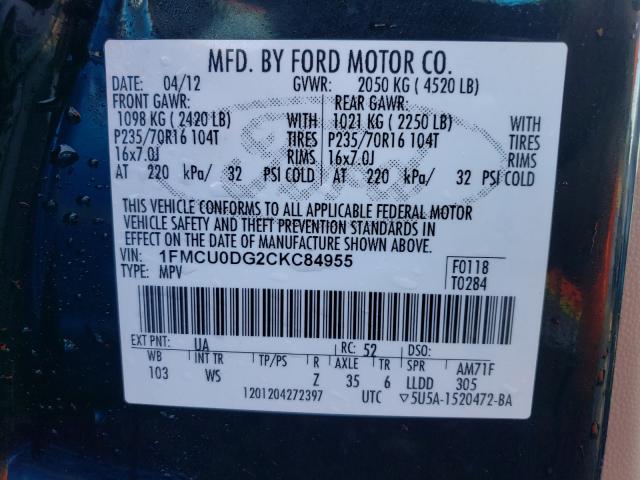 MFD. BY FORD MOTOR CO.
DATE: 04/12 GVWR: 2050 KG ( 4520 LB)
FRONT GAWR: REAR GAWR:
1098 KG ( 2420 LB) WITH 1021 KG ( 2250 LB) WITH
P235/70R16 104T TIRES P235/70R16 104T TIRES
16x7.0J RIMS 16x7.0J RIMS
AT 220 kPa/ 32 PSI COLD AT 220 kPa/ 32 PSI COLD
Ford
THIS VEHICLE CONFORMS TO ALL APPLICABLE FEDERAL MOTOR
VEHICLE SAFETY AND THEFT PREVENTION STANDARDS IN
EFFECT ON THE DATE OF MANUFACTURE SHOWN ABOVE.
VIN: 1FMCU0DG2CKC84955 F0118
TYPE: MPV T0284
EXT PNT: UA RC: 52 DSO:
WB INT TR TP/PS R AXLE TR SPR AM71F
103 WS Z 35 6 LLDD 305
1201204272397 UTC ▽5U5A-1520472-BA